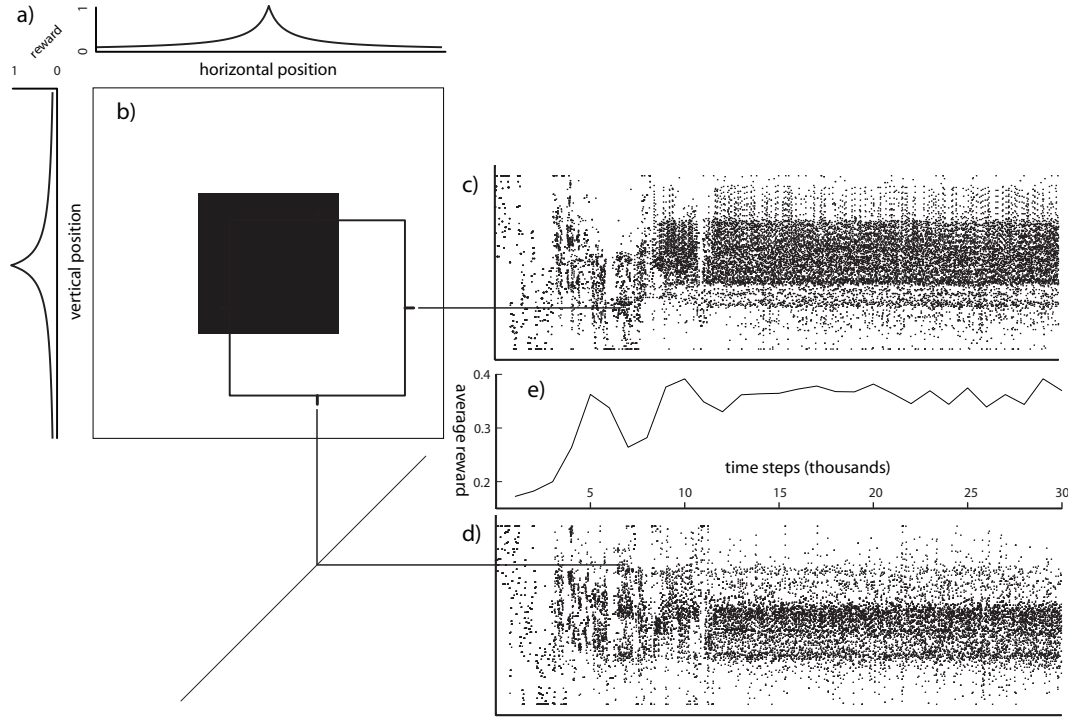 a)
reward
1
0
horizontal position
1
0
vertical position
b)
c)
0.4
0.3
0.2
average reward
e)
time steps (thousands)
5
10
15
20
25
30
d)